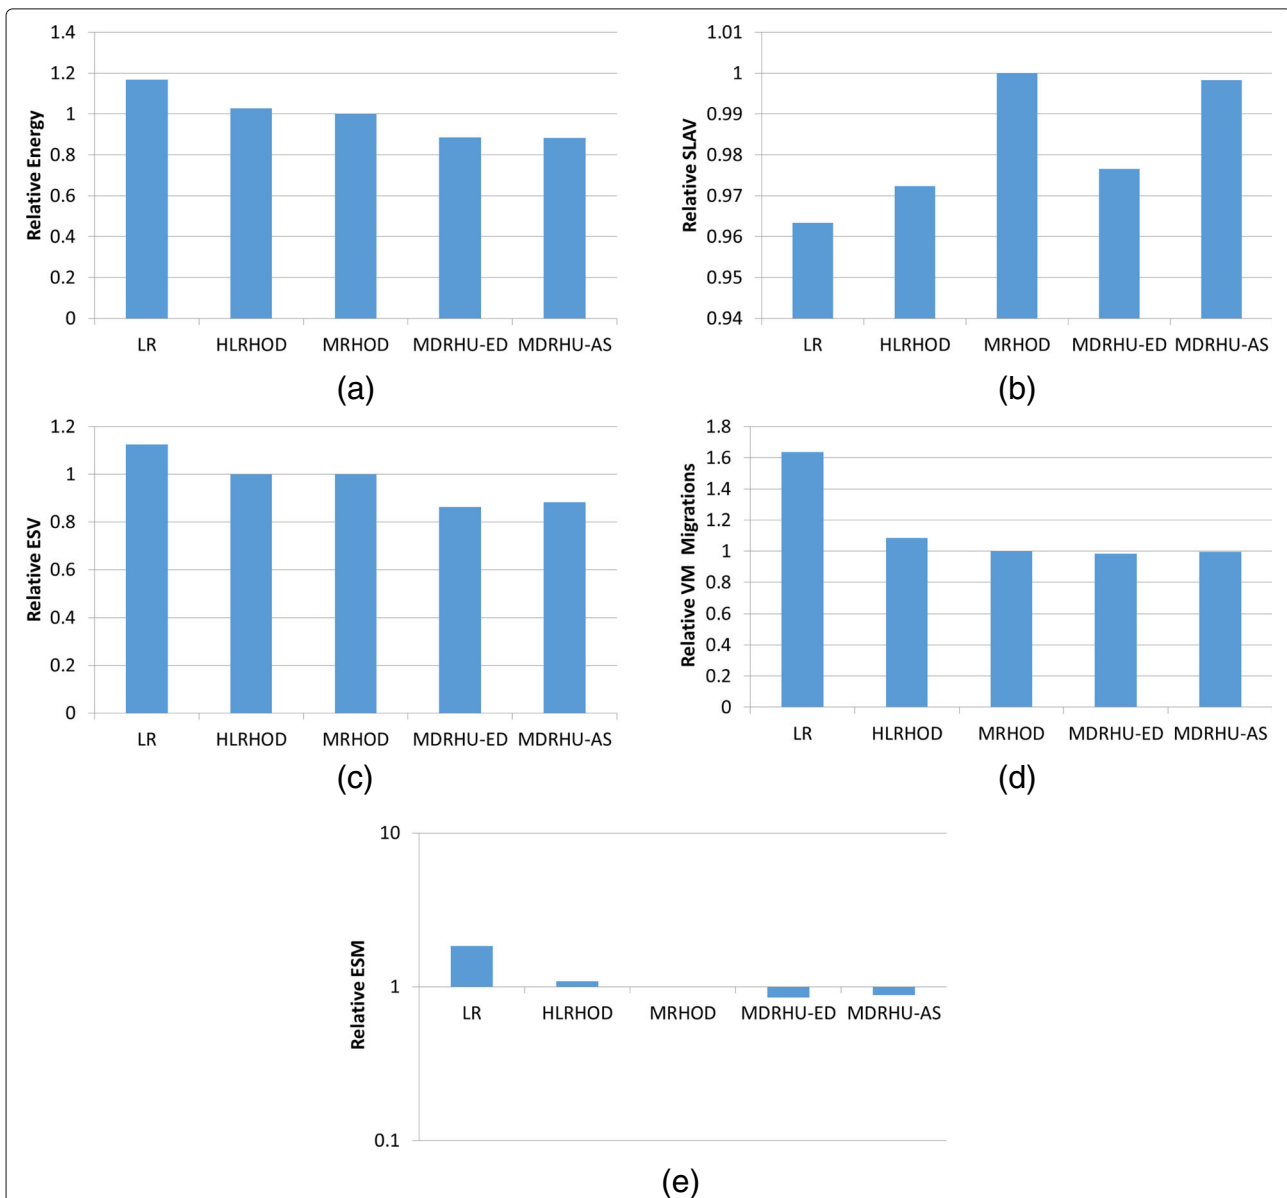 1.4
1.2
1
0.8
0.6
0.4
0.2
0
Relative Energy
LR HLRHOD MRHOD MDRHU-ED MDRHU-AS
(a)
1.01
1
0.99
0.98
0.97
0.96
0.95
0.94
Relative SLAV
LR HLRHOD MRHOD MDRHU-ED MDRHU-AS
(b)
1.2
1
0.8
0.6
0.4
0.2
0
Relative ESV
LR HLRHOD MRHOD MDRHU-ED MDRHU-AS
(c)
1.8
1.6
1.4
1.2
1
0.8
0.6
0.4
0.2
0
Relative VM Migrations
LR HLRHOD MRHOD MDRHU-ED MDRHU-AS
(d)
10
1
0.1
Relative ESM
LR HLRHOD MRHOD MDRHU-ED MDRHU-AS
(e)